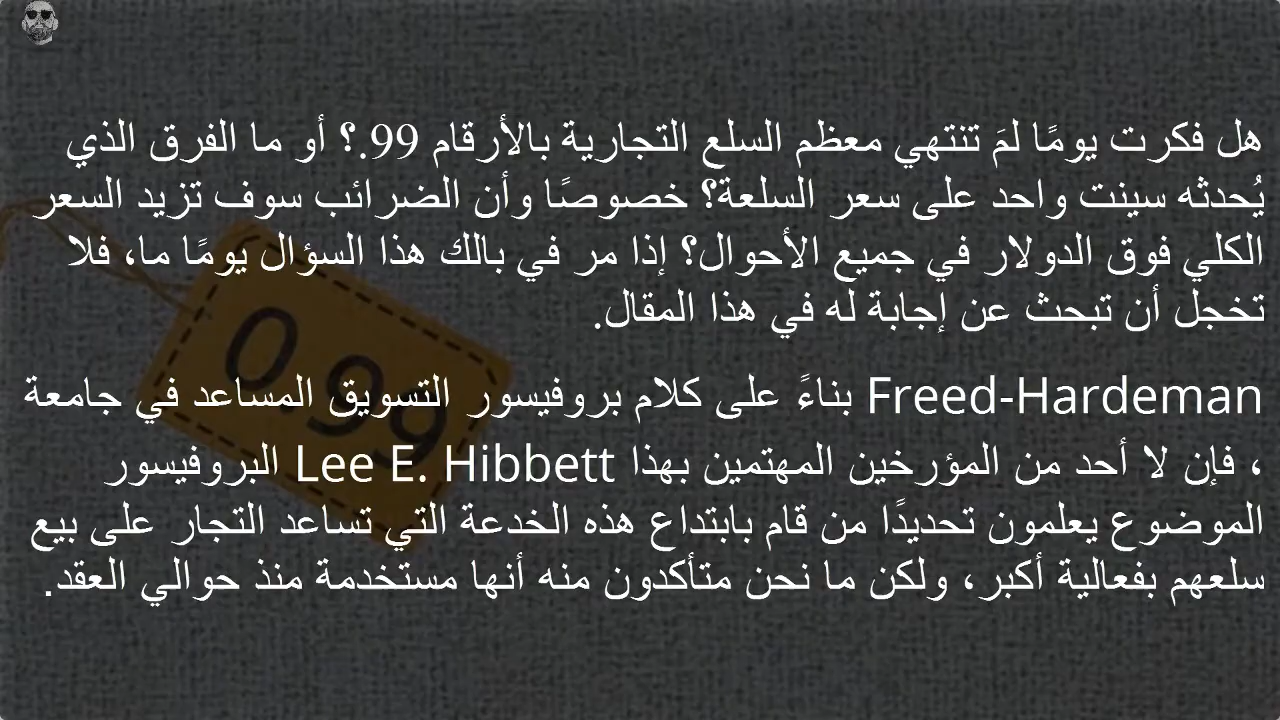 هل فكرت يومًا لمَ تنتهي معظم السلع التجارية بالأرقام 99.؟ أو ما الفرق الذي
يُحدثه سينت واحد على سعر السلعة؟ خصوصًا وأن الضرائب سوف تزيد السعر
الكلي فوق الدولار في جميع الأحوال؟ إذا مر في بالك هذا السؤال يومًا ما، فلا
تخجل أن تبحث عن إجابة له في هذا المقال.
Freed-Hardeman بناءً على كلام بروفيسور التسويق المساعد في جامعة
، فإن لا أحد من المؤرخين المهتمين بهذا Lee E. Hibbett البروفيسور
الموضوع يعلمون تحديدًا من قام بابتداع هذه الخدعة التي تساعد التجار على بيع
سلعهم بفعالية أكبر، ولكن ما نحن متأكدون منه أنها مستخدمة منذ حوالي العقد.
0.99